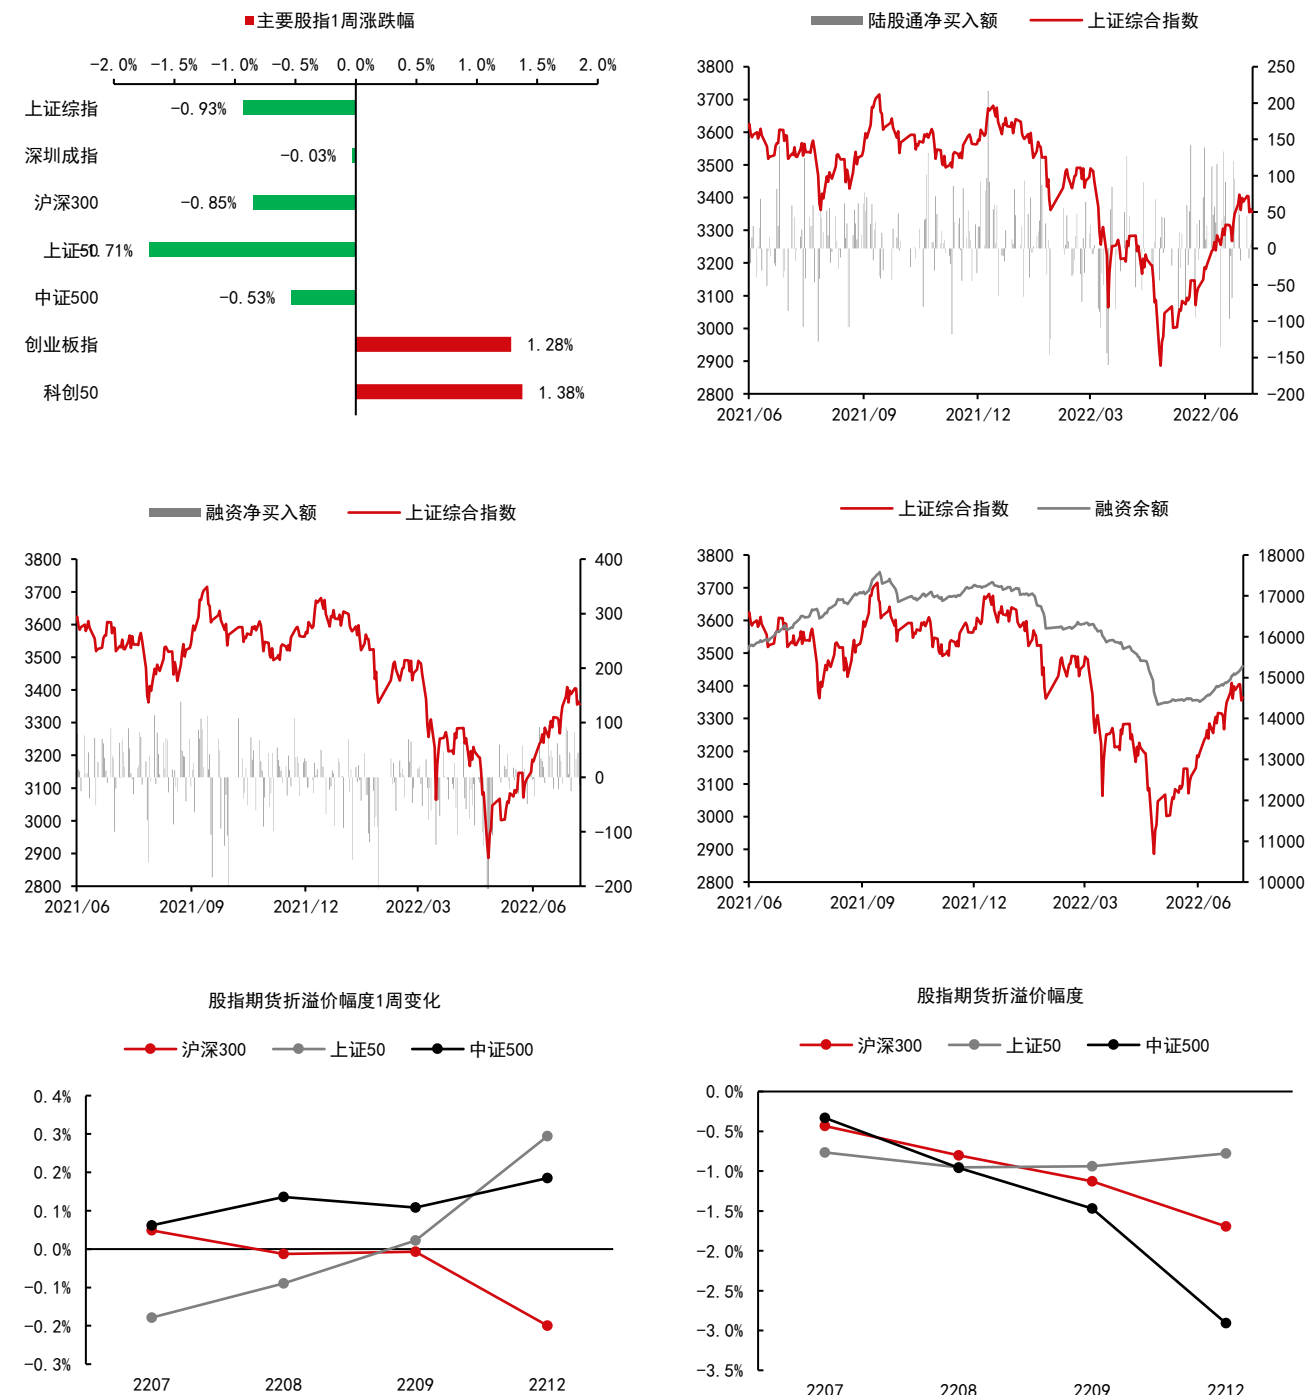 主要股指1周涨跌幅
-2.0% -1.5% -1.0% -0.5% 0.0% 0.5% 1.0% 1.5% 2.0%
上证综指 -0.93%
深圳成指 -0.03%
沪深300 -0.85%
上证50 -1.71%
中证500 -0.53%
创业板指 1.28%
科创50 1.38%
陆股通净买入额 上证综合指数
3800 250
3700 200
3600 150
3500 100
3400 50
3300 0
3200 -50
3100 -100
3000 -150
2900 -200
2800
2021/06 2021/09 2021/12 2022/03 2022/06
融资净买入额 上证综合指数
3800 400
3700 300
3600 200
3500 100
3400 0
3300 -100
3200 -200
3100
3000
2900
2800
2021/06 2021/09 2021/12 2022/03 2022/06
上证综合指数 融资余额
3800 18000
3700 17000
3600 16000
3500 15000
3400 14000
3300 13000
3200 12000
3100 11000
3000 10000
2900
2800
2021/06 2021/09 2021/12 2022/03 2022/06
股指期货折溢价幅度1周变化
沪深300 上证50 中证500
0.4%
0.3%
0.2%
0.1%
0.0%
-0.1%
-0.2%
-0.3%
2207 2208 2209 2212
股指期货折溢价幅度
沪深300 上证50 中证500
0.0%
-0.5%
-1.0%
-1.5%
-2.0%
-2.5%
-3.0%
-3.5%
2207 2208 2209 2212